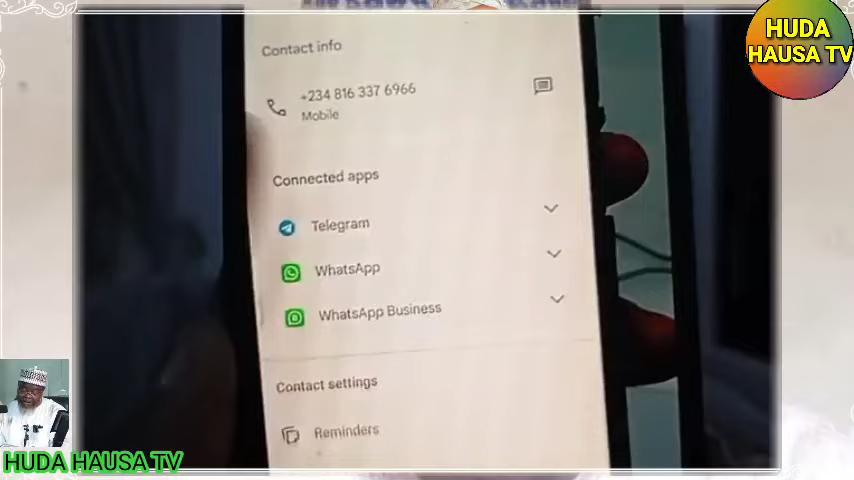 HUDA
HAUSA TV
Contact info
+234 816 337 6966
Mobile
Connected apps
Telegram
WhatsApp
WhatsApp Business
Contact settings
Reminders
HUDA HAUSA TV